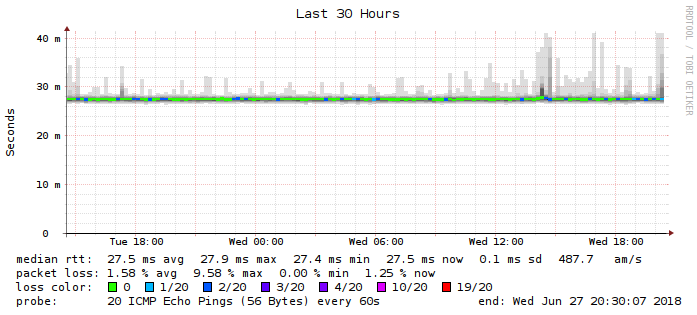 Last 30 Hours
RRDTOOL / TOBI OETIKER
Seconds
40 m
30 m
20 m
10 m
0
Tue 18:00 Wed 00:00 Wed 06:00 Wed 12:00 Wed 18:00
median rtt: 27.5 ms avg 27.9 ms max 27.4 ms min 27.5 ms now 0.1 ms sd 487.7 am/s
packet loss: 1.58 % avg 9.58 % max 0.00 % min 1.25 % now
loss color: 0 1/20 2/20 3/20 4/20 10/20 19/20
probe: 20 ICMP Echo Pings (56 Bytes) every 60s end: Wed Jun 27 20:30:07 2018